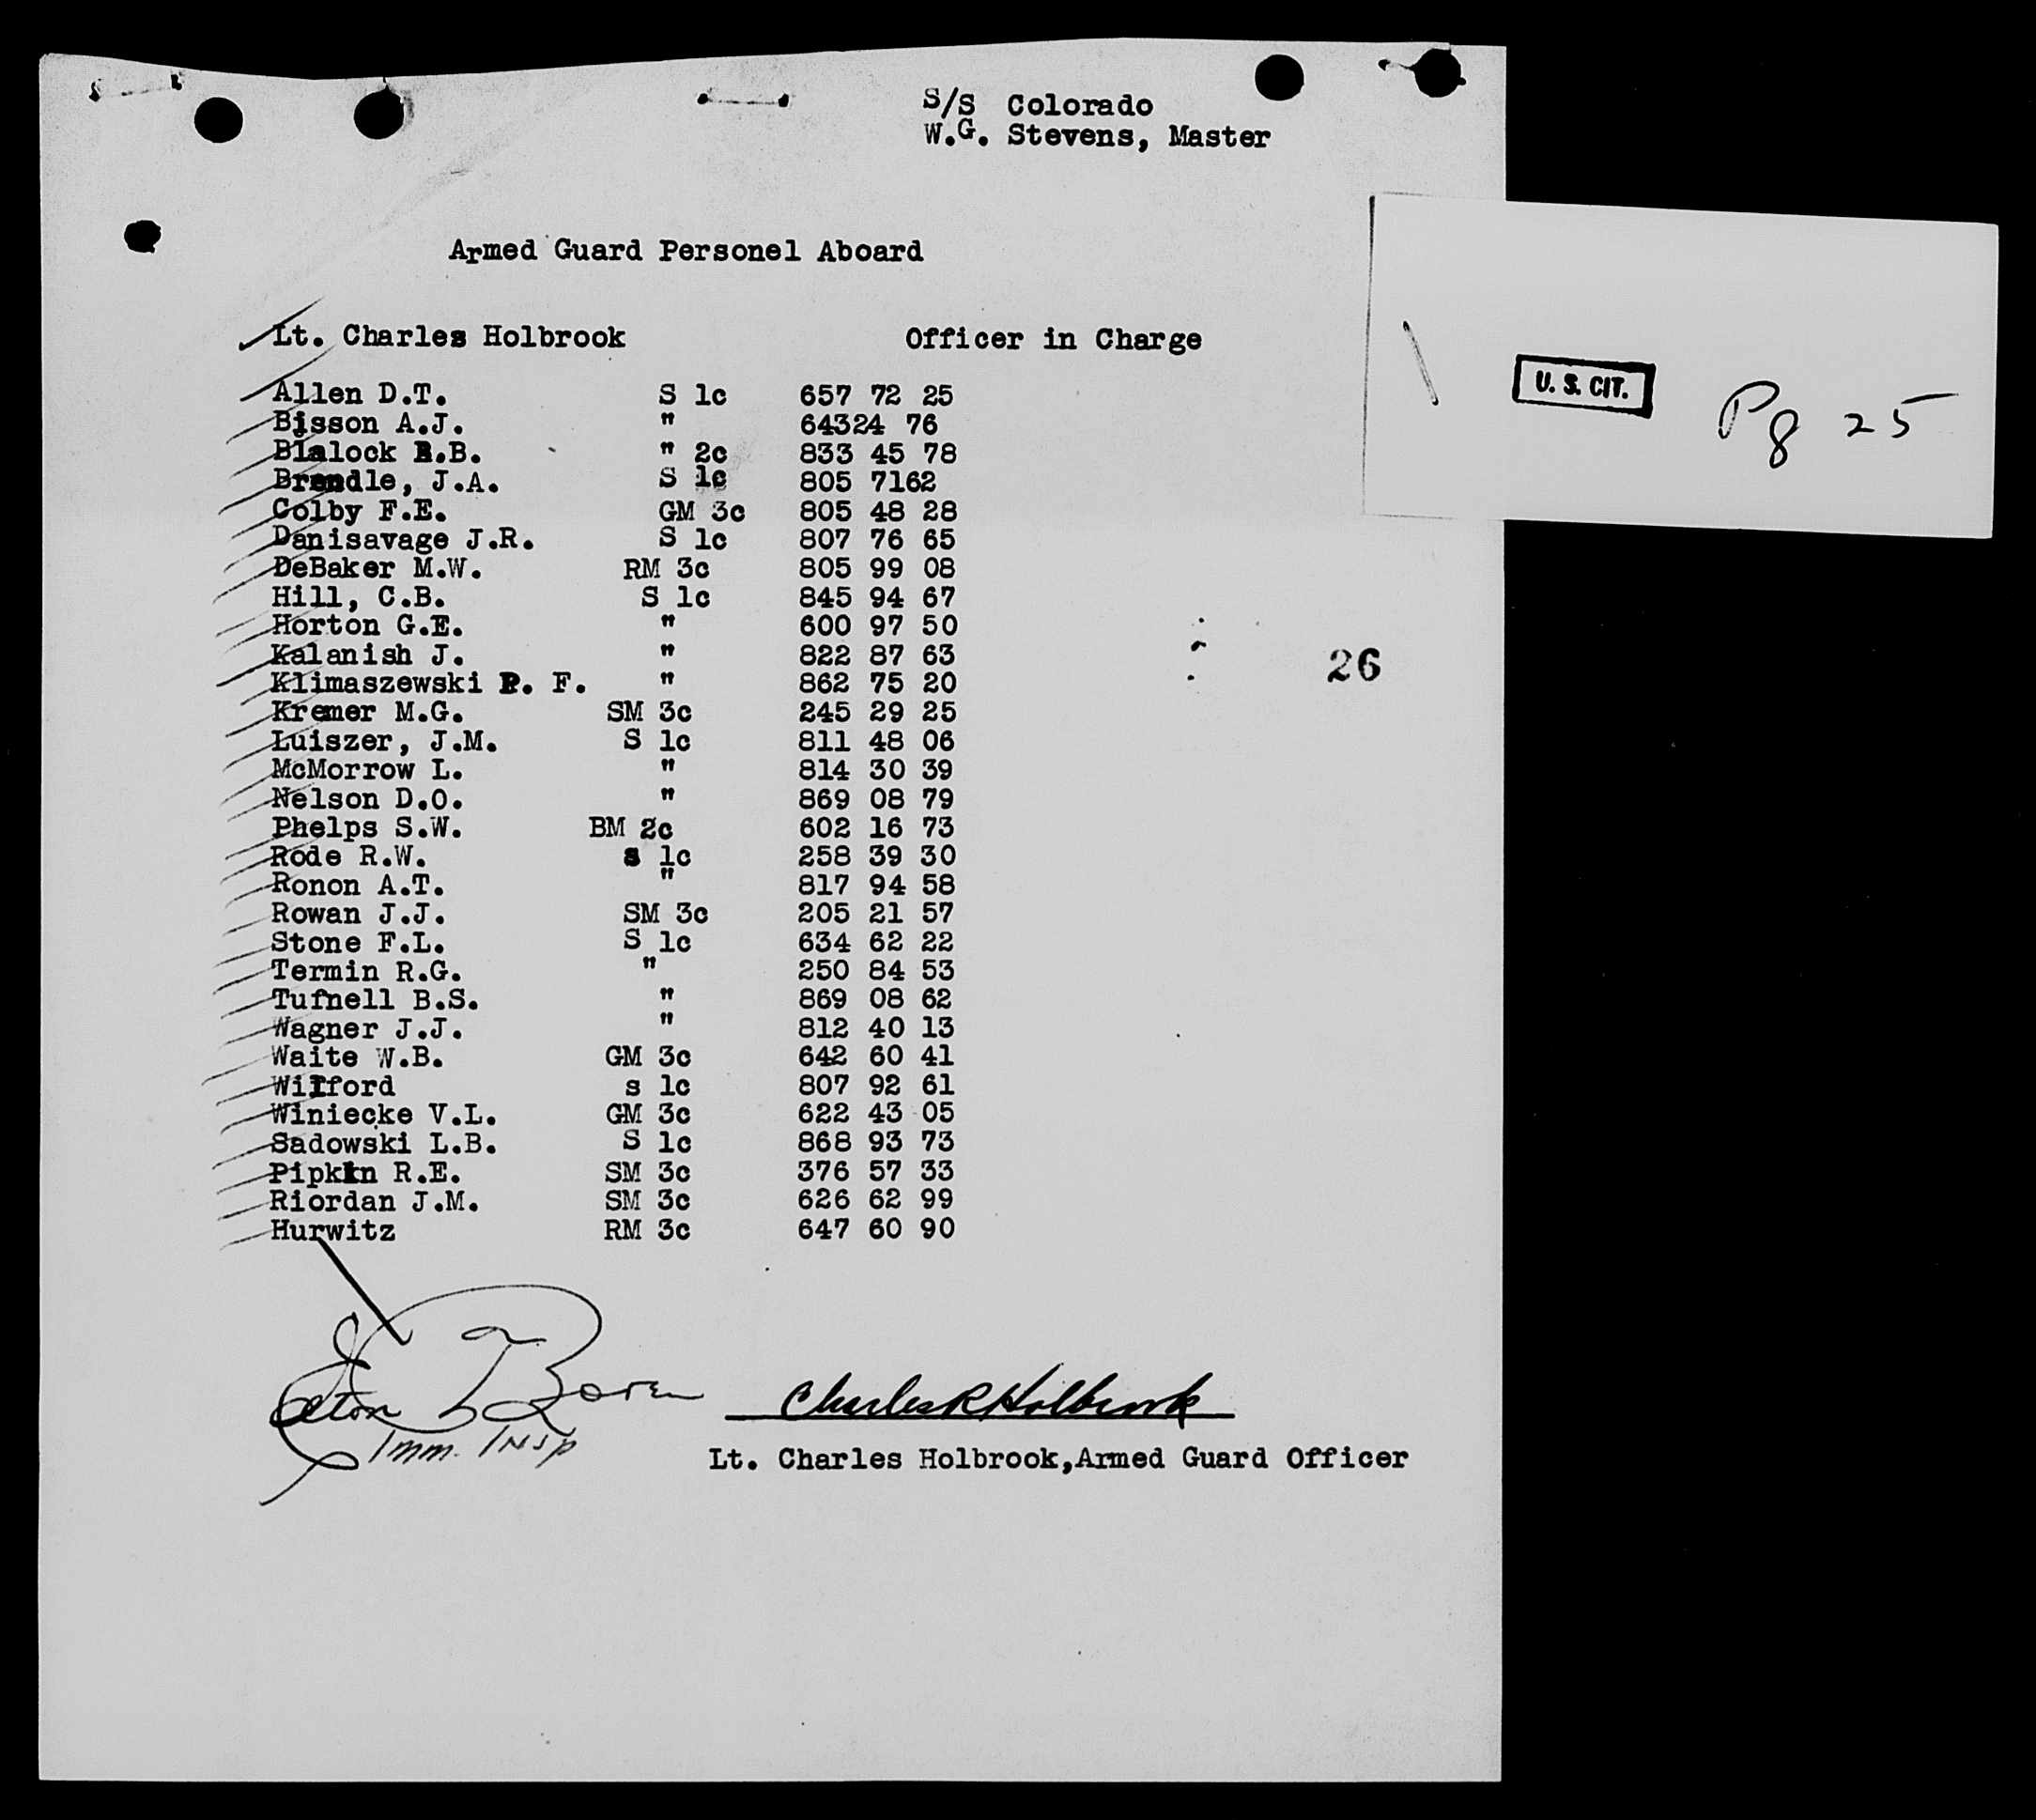 S/S Colorado
W.G. Stevens, Master
Armed Guard Personel Aboard
Lt. Charles Holbrook Officer in Charge
Allen D.T. S 1c 657 72 25
Bisson A.J. " 64324 76
Blalock R.B. " 2c 833 45 78
Brendle, J.A. S 1c 805 7162
Colby F.E. GM 3c 805 48 28
Danisavage J.R. S 1c 807 76 65
DeBaker M.W. RM 3c 805 99 08
Hill, C.B. S 1c 845 94 67
Horton G.E. " 600 97 50
Kalanish J. " 822 87 63
Klimaszewski P. F. " 862 75 20
Kremer M.G. SM 3c 245 29 25
Luiszer, J.M. S 1c 811 48 06
McMorrow L. " 814 30 39
Nelson D.O. " 869 08 79
Phelps S.W. BM 2c 602 16 73
Rode R.W. s 1c 258 39 30
Ronon A.T. " 817 94 58
Rowan J.J. SM 3c 205 21 57
Stone F.L. S 1c 634 62 22
Termin R.G. " 250 84 53
Tufnell B.S. " 869 08 62
Wagner J.J. " 812 40 13
Waite W.B. GM 3c 642 60 41
Wilford s 1c 807 92 61
Winiecke V.L. GM 3c 622 43 05
Sadowski L.B. S 1c 868 93 73
Pipkin R.E. SM 3c 376 57 33
Riordan J.M. SM 3c 626 62 99
Hurwitz RM 3c 647 60 90
26
U. S. CIT.
Pg 25
Imm. Insp
Charles R Holbrook
Lt. Charles Holbrook,Armed Guard Officer